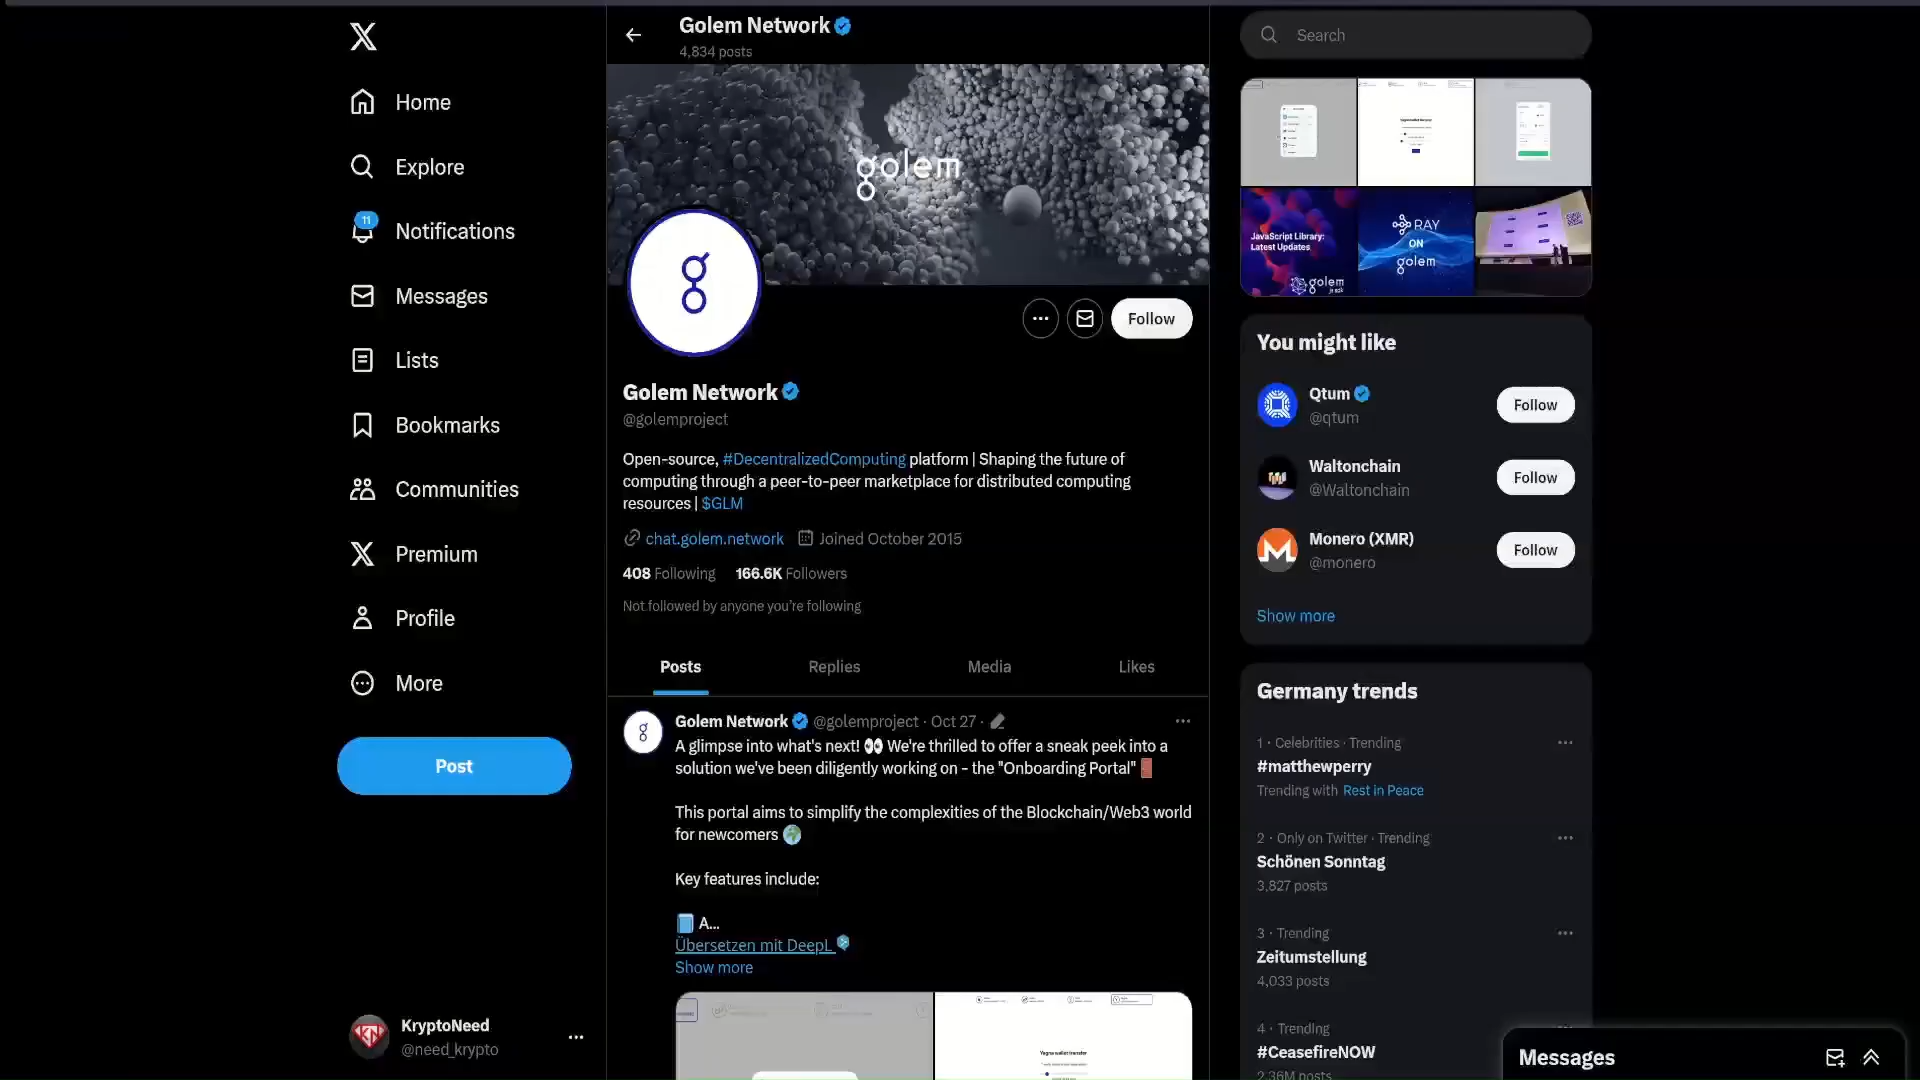 Home
Explore
11
Notifications
Messages
Lists
Bookmarks
Communities
Premium
Profile
More
Post
KryptoNeed
@need_krypto
Golem Network
4,834 posts
golem
Follow
Golem Network
@golemproject
Open-source, #DecentralizedComputing platform | Shaping the future of
computing through a peer-to-peer marketplace for distributed computing
resources | $GLM
chat.golem.network Joined October 2015
408 Following 166.6K Followers
Not followed by anyone you're following
Posts Replies Media Likes
Golem Network @golemproject · Oct 27 ·
A glimpse into what's next! 👀 We're thrilled to offer a sneak peek into a
solution we've been diligently working on - the "Onboarding Portal" 🚪
This portal aims to simplify the complexities of the Blockchain/Web3 world
for newcomers 🌍
Key features include:
📘 A...
Übersetzen mit DeepL
Show more
Yagna wallet transfer
Search
JavaScript Library:
Latest Updates
golem
js sdk
RAY
ON
golem
You might like
Qtum
@qtum
Follow
Waltonchain
@Waltonchain
Follow
Monero (XMR)
@monero
Follow
Show more
Germany trends
1 · Celebrities · Trending
#matthewperry
Trending with Rest in Peace
2 · Only on Twitter · Trending
Schönen Sonntag
3,827 posts
3 · Trending
Zeitumstellung
4,033 posts
4 · Trending
#CeasefireNOW
2.36M posts
Messages